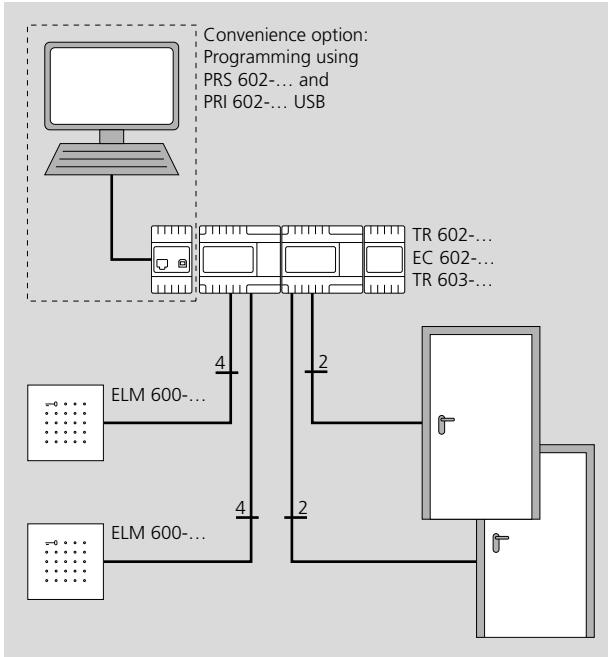 Convenience option:
Programming using
PRS 602-… and
PRI 602-… USB
TR 602-…
EC 602-…
TR 603-…
4
2
ELM 600-…
4
2
ELM 600-…